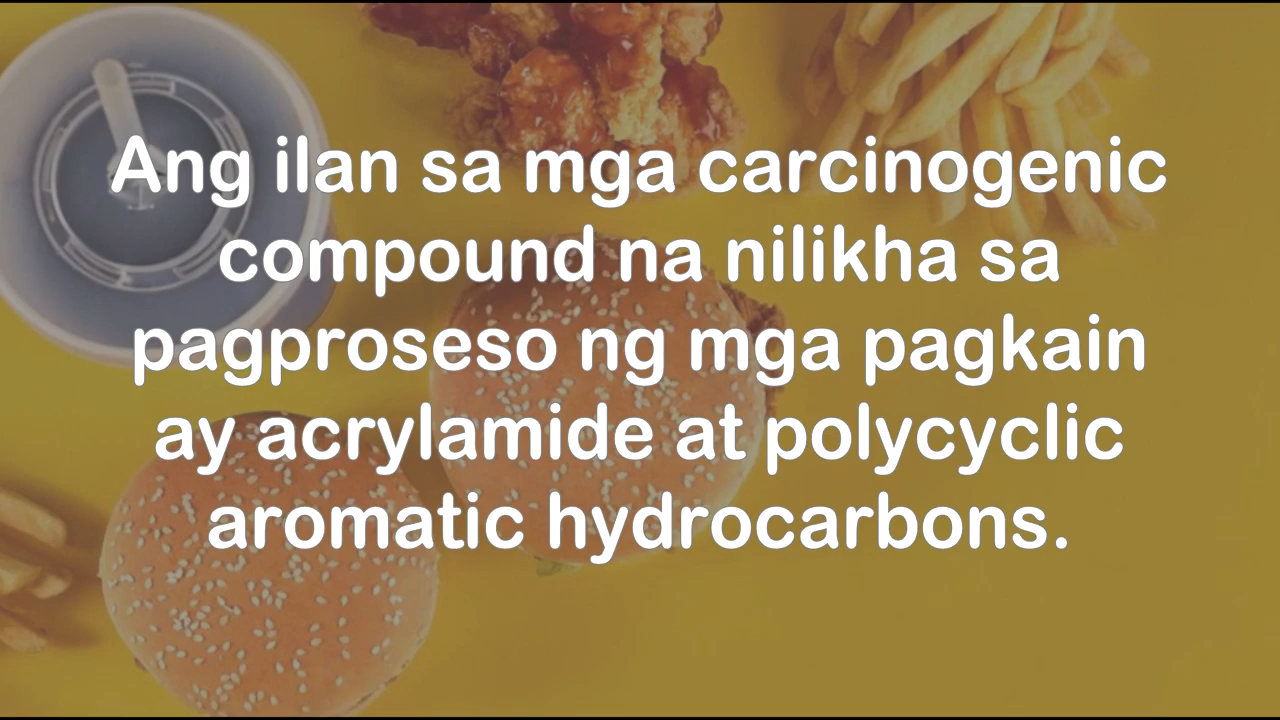 Ang ilan sa mga carcinogenic
compound na nilikha sa
pagproseso ng mga pagkain
ay acrylamide at polycyclic
aromatic hydrocarbons.